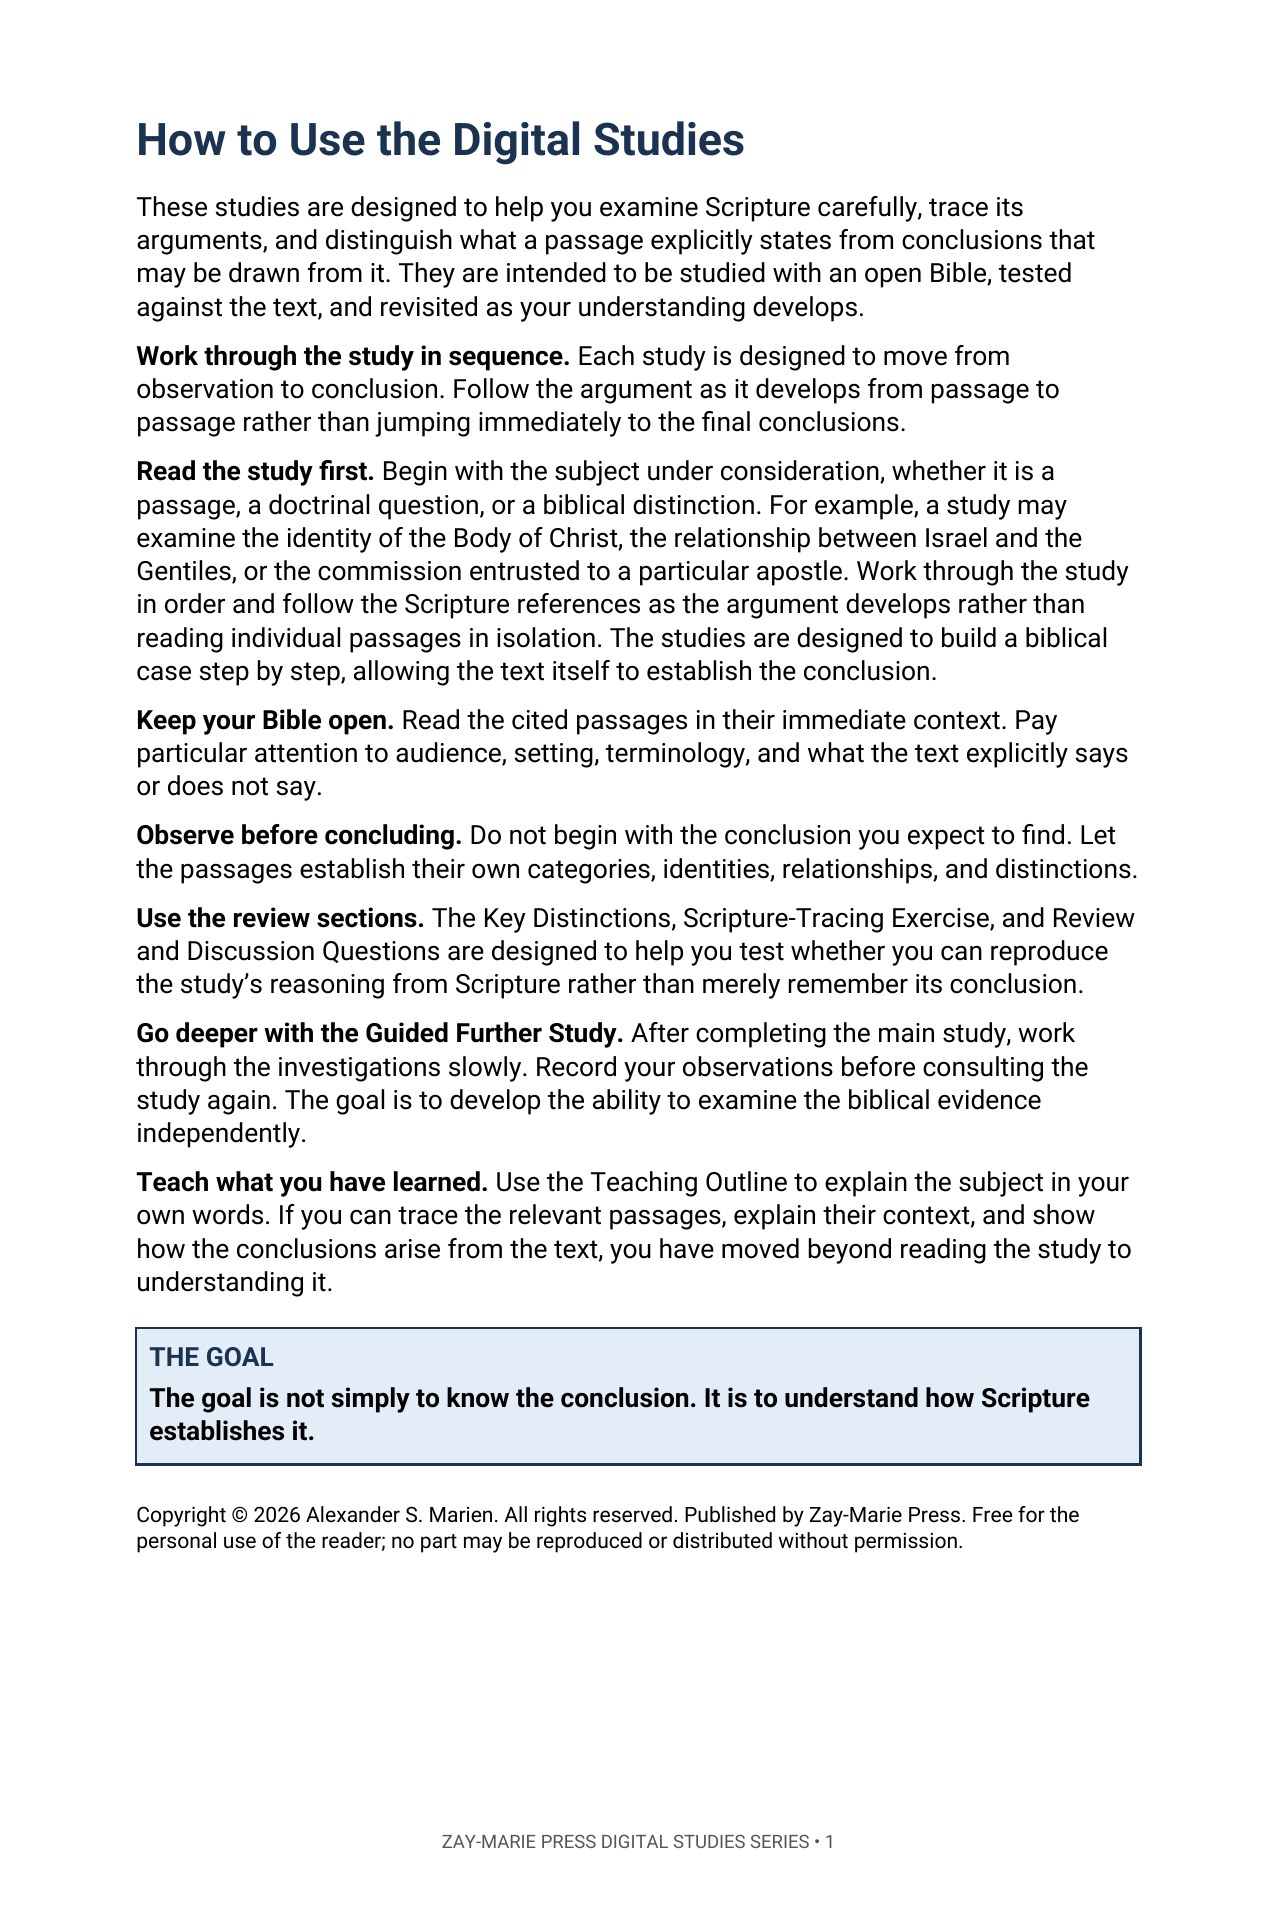 How to Use the Digital Studies
These studies are designed to help you examine Scripture carefully, trace its
arguments, and distinguish what a passage explicitly states from conclusions that
may be drawn from it. They are intended to be studied with an open Bible, tested
against the text, and revisited as your understanding develops.
Work through the study in sequence. Each study is designed to move from
observation to conclusion. Follow the argument as it develops from passage to
passage rather than jumping immediately to the final conclusions.
Read the study first. Begin with the subject under consideration, whether it is a
passage, a doctrinal question, or a biblical distinction. For example, a study may
examine the identity of the Body of Christ, the relationship between Israel and the
Gentiles, or the commission entrusted to a particular apostle. Work through the study
in order and follow the Scripture references as the argument develops rather than
reading individual passages in isolation. The studies are designed to build a biblical
case step by step, allowing the text itself to establish the conclusion.
Keep your Bible open. Read the cited passages in their immediate context. Pay
particular attention to audience, setting, terminology, and what the text explicitly says
or does not say.
Observe before concluding. Do not begin with the conclusion you expect to find. Let
the passages establish their own categories, identities, relationships, and distinctions.
Use the review sections. The Key Distinctions, Scripture-Tracing Exercise, and Review
and Discussion Questions are designed to help you test whether you can reproduce
the study’s reasoning from Scripture rather than merely remember its conclusion.
Go deeper with the Guided Further Study. After completing the main study, work
through the investigations slowly. Record your observations before consulting the
study again. The goal is to develop the ability to examine the biblical evidence
independently.
Teach what you have learned. Use the Teaching Outline to explain the subject in your
own words. If you can trace the relevant passages, explain their context, and show
how the conclusions arise from the text, you have moved beyond reading the study to
understanding it.
THE GOAL
The goal is not simply to know the conclusion. It is to understand how Scripture
establishes it.
Copyright © 2026 Alexander S. Marien. All rights reserved. Published by Zay-Marie Press. Free for the
personal use of the reader; no part may be reproduced or distributed without permission.
ZAY-MARIE PRESS DIGITAL STUDIES SERIES • 1